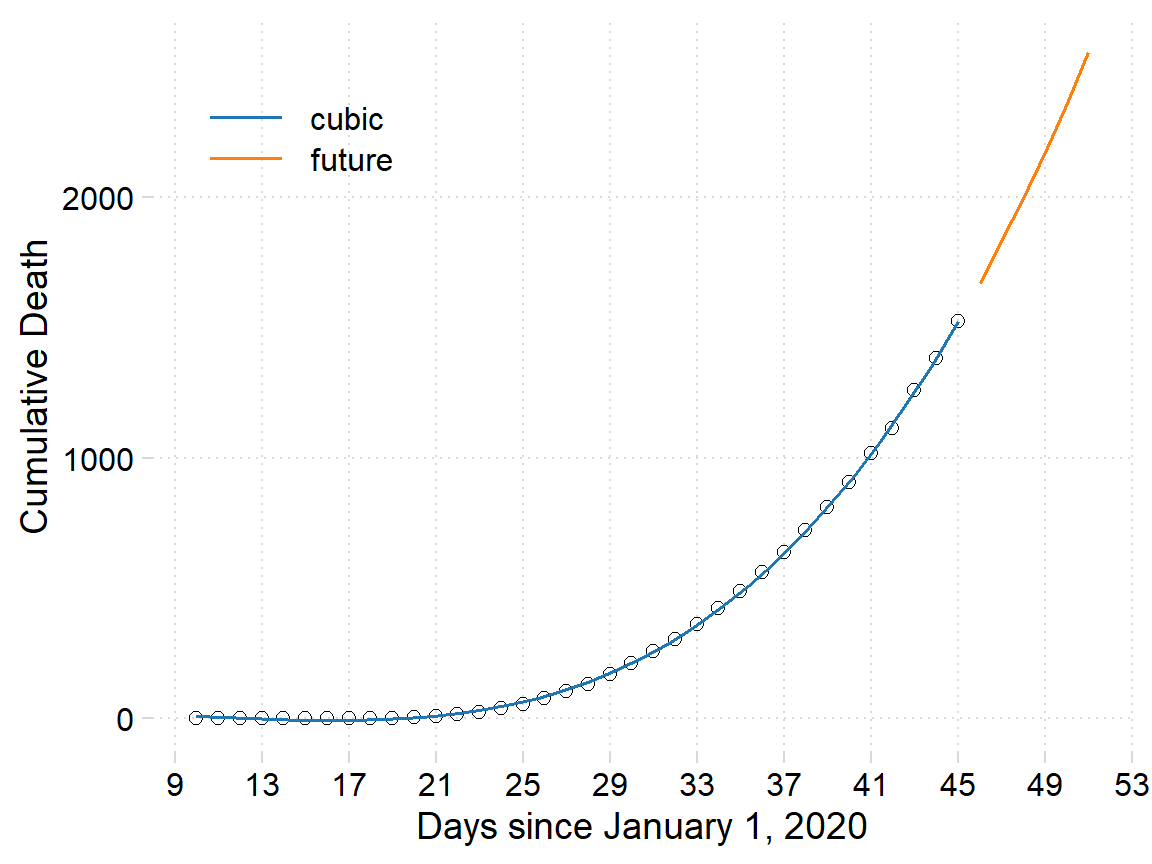 cubic
future
2000
1000
0
Cumulative Death
9 13 17 21 25 29 33 37 41 45 49 53
Days since January 1, 2020